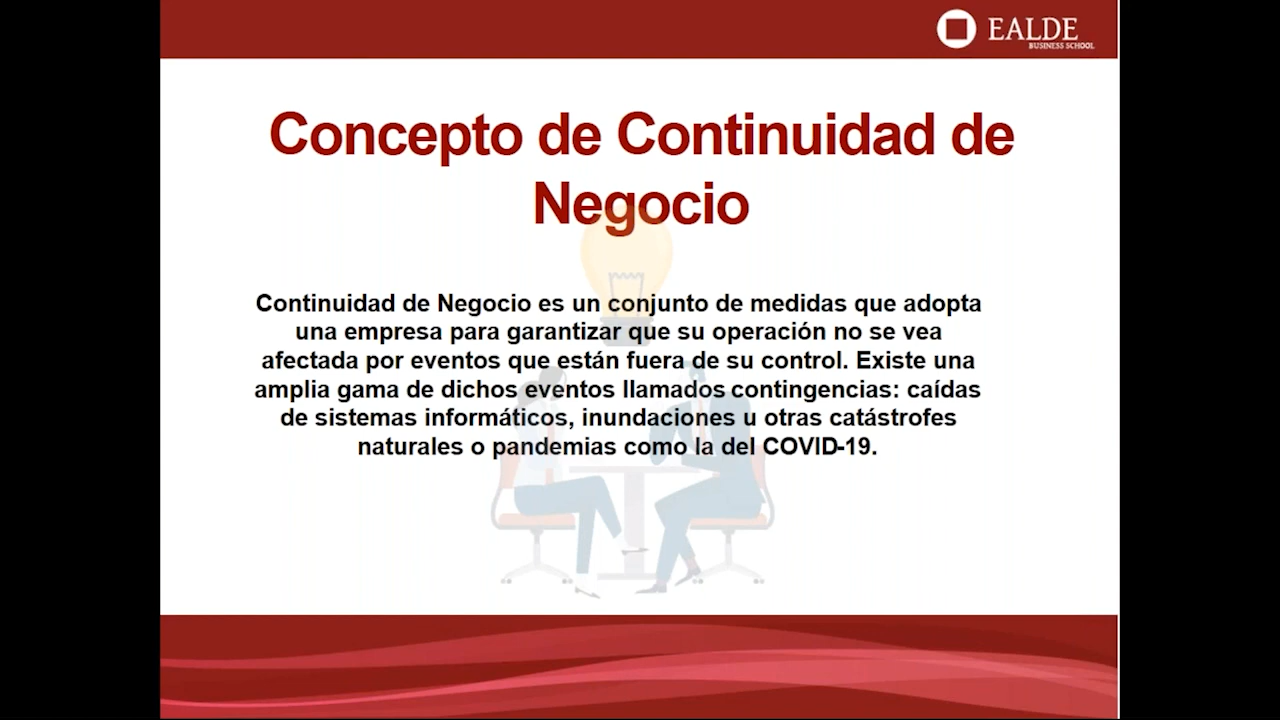 EALDE
BUSINESS SCHOOL
Concepto de Continuidad de
Negocio
Continuidad de Negocio es un conjunto de medidas que adopta
una empresa para garantizar que su operación no se vea
afectada por eventos que están fuera de su control. Existe una
amplia gama de dichos eventos llamados contingencias: caídas
de sistemas informáticos, inundaciones u otras catástrofes
naturales o pandemias como la del COVID-19.